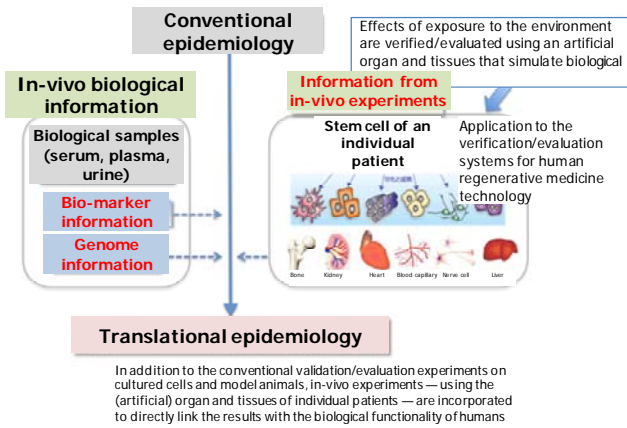 Conventional
epidemiology
Effects of exposure to the environment
are verified/evaluated using an artificial
organ and tissues that simulate biological
In-vivo biological
information
Biological samples
(serum, plasma,
urine)
Bio-marker
information
Genome
information
Information from
in-vivo experiments
Stem cell of an
individual
patient
Application to the
verification/evaluation
systems for human
regenerative medicine
technology
Bone Kidney Heart Blood capillary Nerve cell Liver
Translational epidemiology
In addition to the conventional validation/evaluation experiments on
cultured cells and model animals, in-vivo experiments — using the
(artificial) organ and tissues of individual patients — are incorporated
to directly link the results with the biological functionality of humans